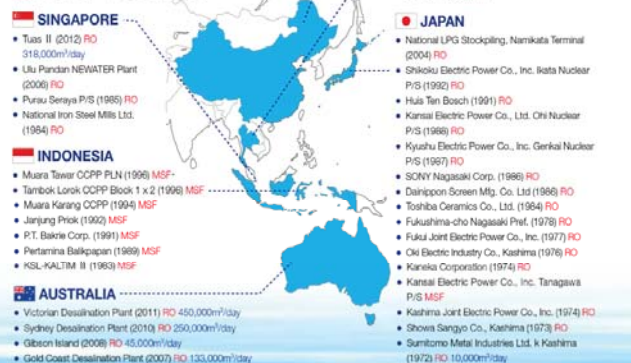 SINGAPORE
• Tuas II (2012) RO
318,000m³/day
• Ulu Pandan NEWATER Plant
(2006) RO
• Purau Seraya P/S (1985) RO
• National Iron Steel Mills Ltd.
(1984) RO
INDONESIA
• Muara Tawar CCPP PLN (1996) MSF
• Tambok Lorok CCPP Block 1 x 2 (1996) MSF
• Muara Karang CCPP (1994) MSF
• Janjung Priok (1992) MSF
• P.T. Bakrie Corp. (1991) MSF
• Pertamina Balikpapan (1989) MSF
• KSL-KALTIM III (1983) MSF
AUSTRALIA
• Victorian Desalination Plant (2011) RO 450,000m³/day
• Sydney Desalination Plant (2010) RO 250,000m³/day
• Gibson Island (2008) RO 45,000m³/day
• Gold Coast Desalination Plant (2007) RO 133,000m³/day
JAPAN
• National LPG Stockpiling, Namikata Terminal
(2004) RO
• Shikoku Electric Power Co., Inc. Ikata Nuclear
P/S (1992) RO
• Huis Ten Bosch (1991) RO
• Kansai Electric Power Co., Ltd. Ohi Nuclear
P/S (1988) RO
• Kyushu Electric Power Co., Inc. Genkai Nuclear
P/S (1987) RO
• SONY Nagasaki Corp. (1986) RO
• Dainippon Screen Mfg. Co. Ltd (1986) RO
• Toshiba Ceramics Co., Ltd. (1984) RO
• Fukushima-cho Nagasaki Pref. (1978) RO
• Fukui Joint Electric Power Co., Inc. (1977) RO
• Oki Electric Industry Co., Kashima (1976) RO
• Kaneka Corporation (1974) RO
• Kansai Electric Power Co., Inc. Tanagawa
P/S MSF
• Kashima Joint Electric Power Co., Inc. (1974) RO
• Showa Sangyo Co., Kashima (1973) RO
• Sumitomo Metal Industries Ltd. k Kashima
(1972) RO 10,000m³/day